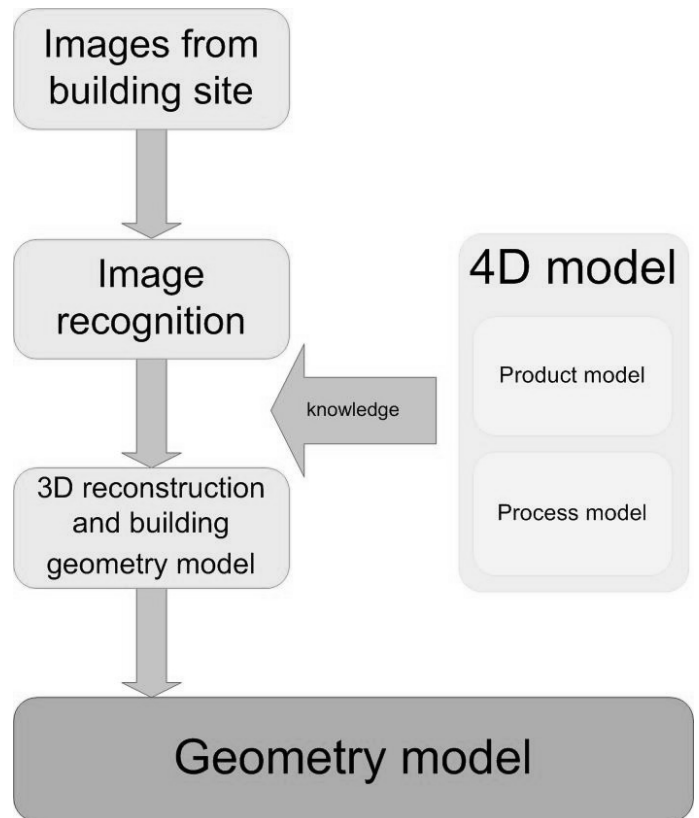 Images from
building site
Image
recognition
4D model
Product model
knowledge
3D reconstruction
and building
geometry model
Process model
Geometry model